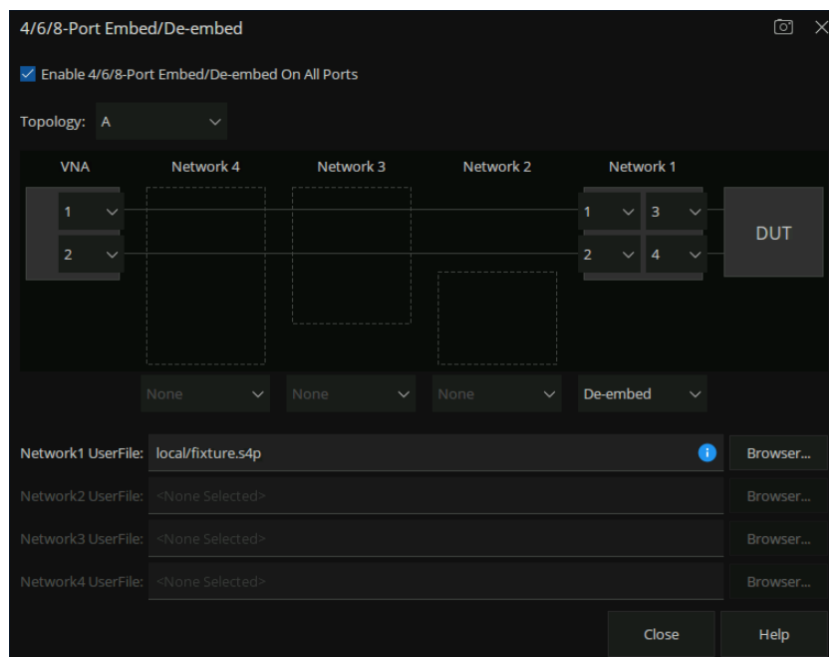 4/6/8-Port Embed/De-embed
Enable 4/6/8-Port Embed/De-embed On All Ports
Topology: A
VNA Network 4 Network 3 Network 2 Network 1
1 1 3
DUT
2 2 4
None None None De-embed
Network1 UserFile: local/fixture.s4p Browser...
Network2 UserFile: <None Selected> Browser...
Network3 UserFile: <None Selected> Browser...
Network4 UserFile: <None Selected> Browser...
Close Help